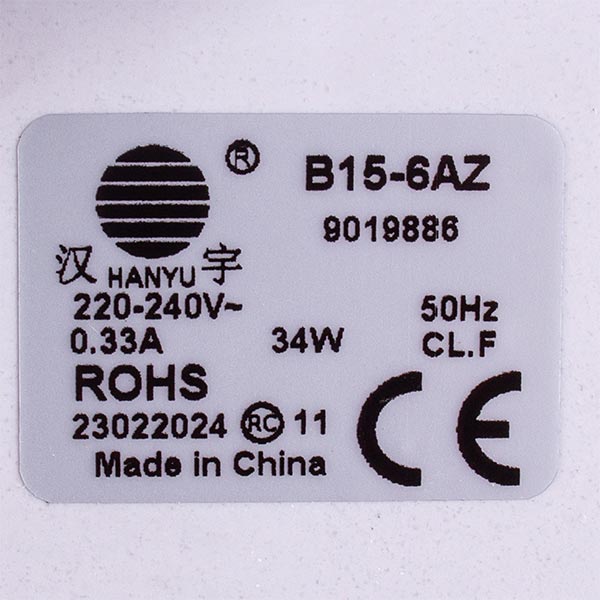 ® B15-6AZ
9019886
汉 HANYU 宇
220-240V~ 50Hz
0.33A 34W CL.F
ROHS
23022024 RC 11
Made in China
CE